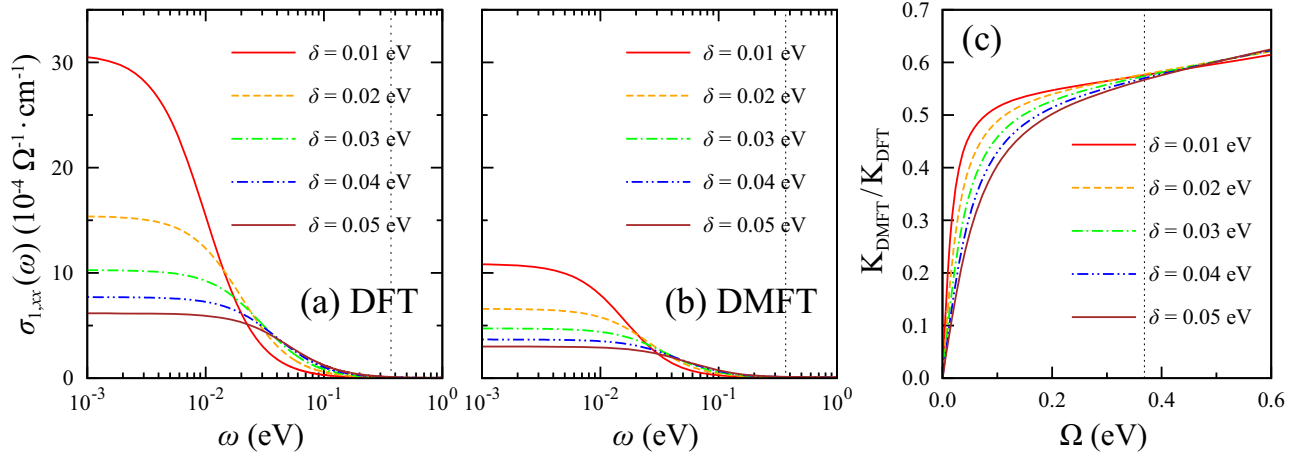 σ1,xx(ω) (10-4 Ω-1 · cm-1)
30
20
10
0
δ = 0.01 eV
δ = 0.02 eV
δ = 0.03 eV
δ = 0.04 eV
δ = 0.05 eV
(a) DFT
10-3
10-2
10-1
100
ω (eV)
δ = 0.01 eV
δ = 0.02 eV
δ = 0.03 eV
δ = 0.04 eV
δ = 0.05 eV
(b) DMFT
10-3
10-2
10-1
100
ω (eV)
KDMFT/KDFT
0.7
0.6
0.5
0.4
0.3
0.2
0.1
0.0
(c)
δ = 0.01 eV
δ = 0.02 eV
δ = 0.03 eV
δ = 0.04 eV
δ = 0.05 eV
0.0
0.2
0.4
0.6
Ω (eV)